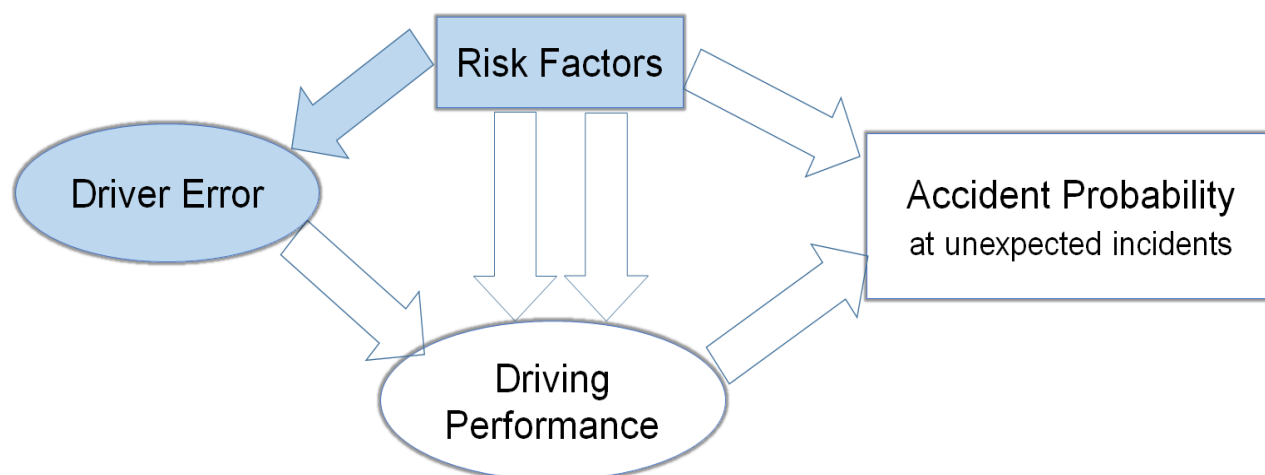 Risk Factors
Driver Error
Accident Probability
at unexpected incidents
Driving
Performance